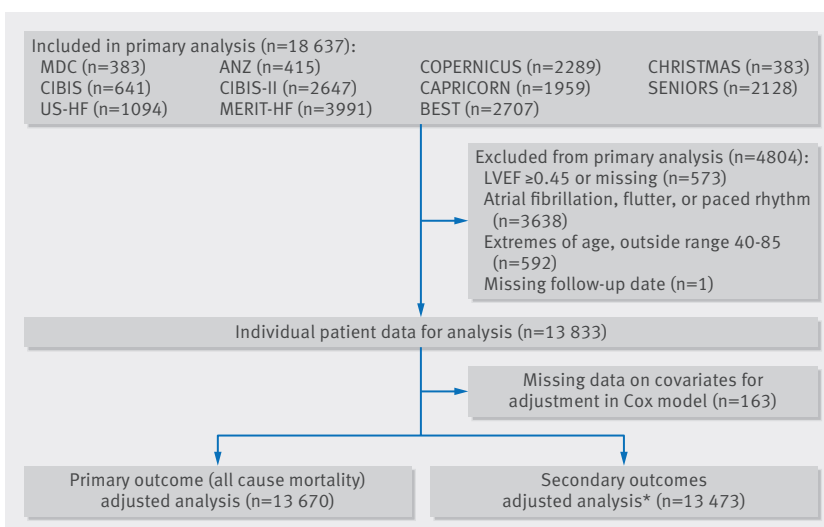 Included in primary analysis (n=18 637):
MDC (n=383) ANZ (n=415) COPERNICUS (n=2289) CHRISTMAS (n=383)
CIBIS (n=641) CIBIS-II (n=2647) CAPRICORN (n=1959) SENIORS (n=2128)
US-HF (n=1094) MERIT-HF (n=3991) BEST (n=2707)
Excluded from primary analysis (n=4804):
LVEF ≥0.45 or missing (n=573)
Atrial fibrillation, flutter, or paced rhythm
(n=3638)
Extremes of age, outside range 40-85
(n=592)
Missing follow-up date (n=1)
Individual patient data for analysis (n=13 833)
Missing data on covariates for
adjustment in Cox model (n=163)
Primary outcome (all cause mortality)
adjusted analysis (n=13 670)
Secondary outcomes
adjusted analysis* (n=13 473)